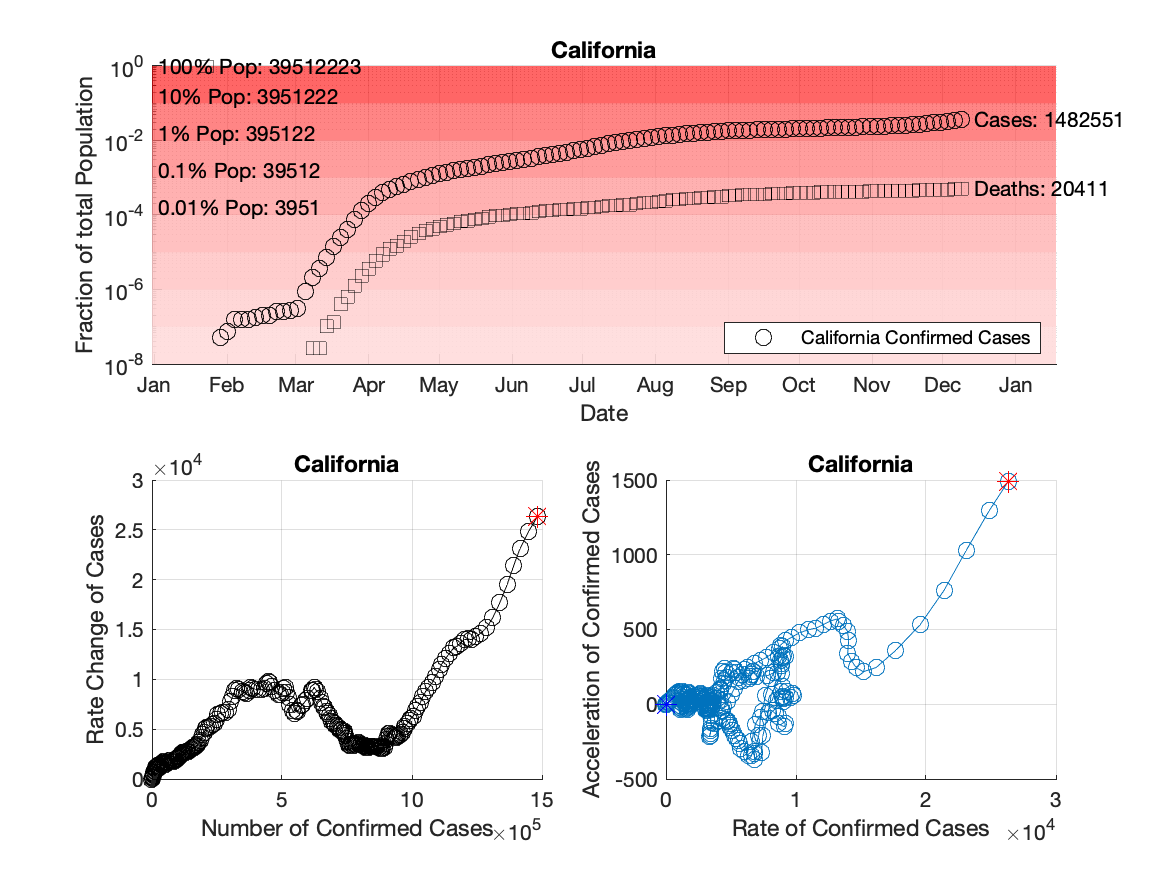 California
10^0
10^-2
10^-4
10^-6
10^-8
Fraction of total Population
100% Pop: 39512223
10% Pop: 3951222
1% Pop: 395122
0.1% Pop: 39512
0.01% Pop: 3951
Cases: 1482551
Deaths: 20411
California Confirmed Cases
Jan Feb Mar Apr May Jun Jul Aug Sep Oct Nov Dec Jan
Date
California
×10^4
3
2.5
2
1.5
1
0.5
0
Rate Change of Cases
0 5 10 15
Number of Confirmed Cases ×10^5
California
1500
1000
500
0
-500
Acceleration of Confirmed Cases
0 1 2 3
Rate of Confirmed Cases ×10^4